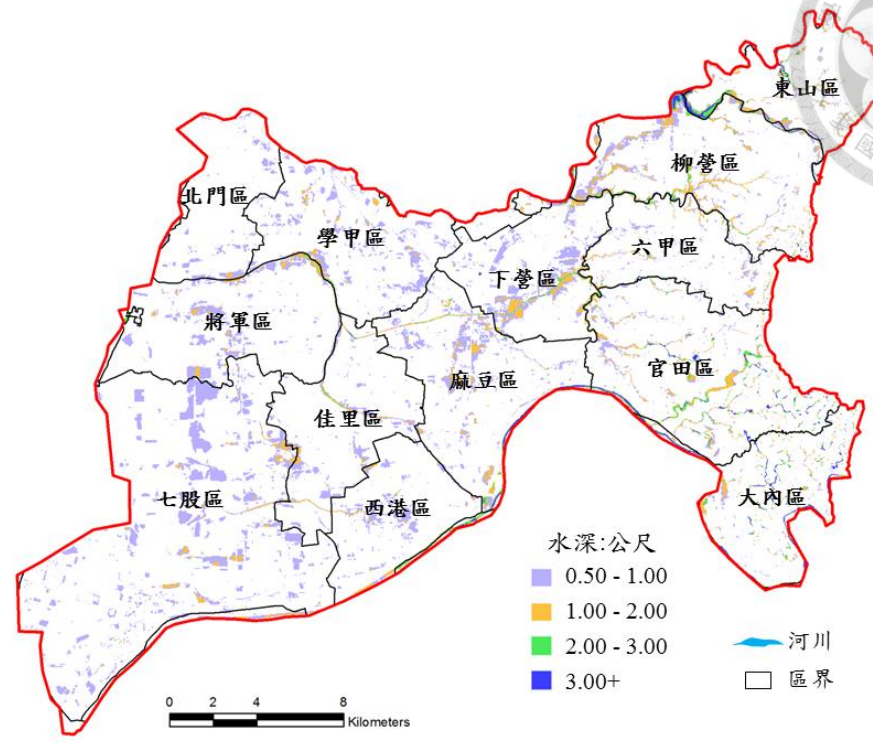 東山區
柳營區
北門區
學甲區
六甲區
下營區
將軍區
官田區
麻豆區
佳里區
七股區
西港區
大內區
水深:公尺
0.50 - 1.00
1.00 - 2.00
2.00 - 3.00
3.00+
河川
區界
0 2 4 8
Kilometers